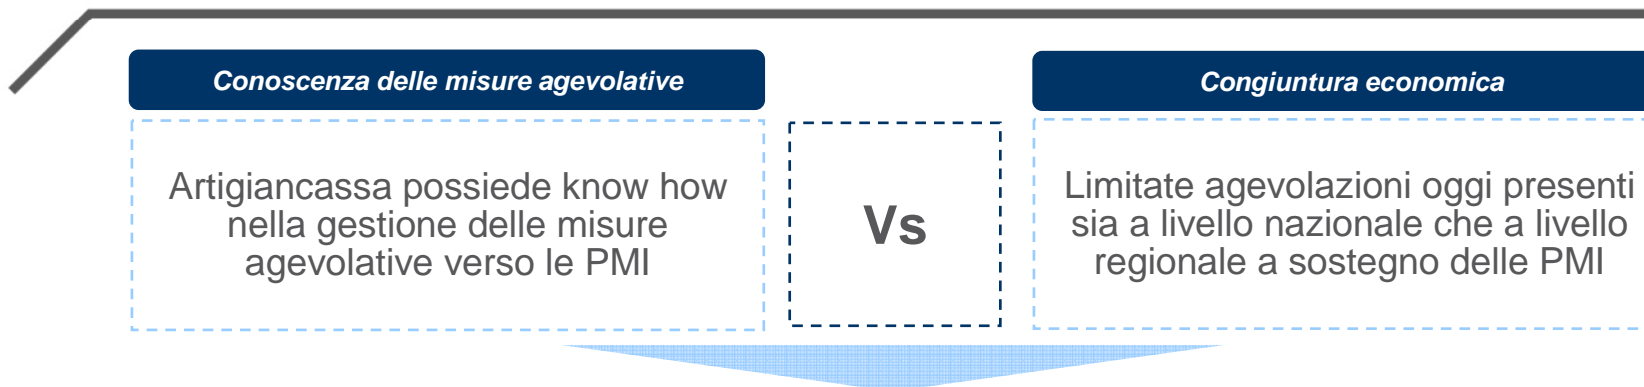 Conoscenza delle misure agevolative
Artigiancassa possiede know how
nella gestione delle misure
agevolative verso le PMI
Vs
Congiuntura economica
Limitate agevolazioni oggi presenti
sia a livello nazionale che a livello
regionale a sostegno delle PMI